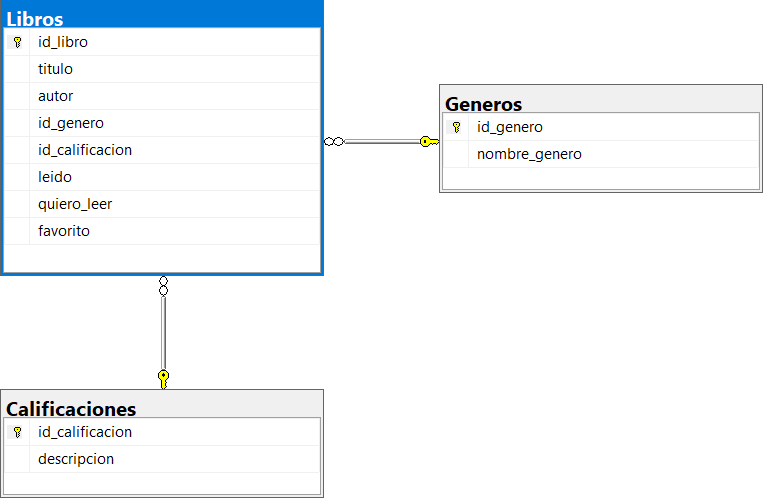 Libros
id_libro
titulo
autor
id_genero
id_calificacion
leido
quiero_leer
favorito
Generos
id_genero
nombre_genero
Calificaciones
id_calificacion
descripcion